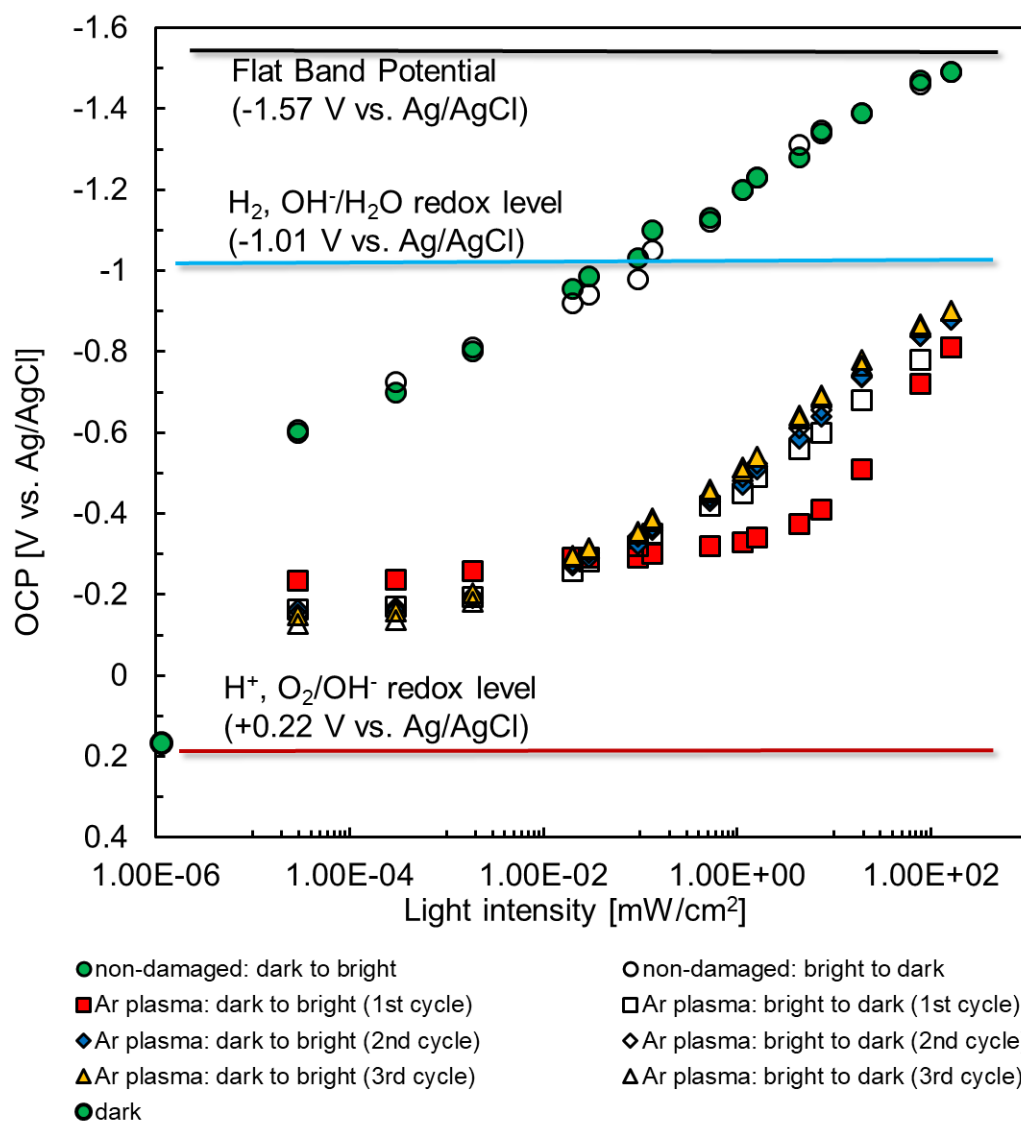 -1.6
Flat Band Potential
(-1.57 V vs. Ag/AgCl)
-1.4
-1.2
H2, OH-/H2O redox level
(-1.01 V vs. Ag/AgCl)
-1
-0.8
-0.6
-0.4
-0.2
0
H+, O2/OH- redox level
(+0.22 V vs. Ag/AgCl)
0.2
0.4
OCP [V vs. Ag/AgCl]
1.00E-06 1.00E-04 1.00E-02 1.00E+00 1.00E+02
Light intensity [mW/cm2]
non-damaged: dark to bright
non-damaged: bright to dark
Ar plasma: dark to bright (1st cycle)
Ar plasma: bright to dark (1st cycle)
Ar plasma: dark to bright (2nd cycle)
Ar plasma: bright to dark (2nd cycle
Ar plasma: dark to bright (3rd cycle)
Ar plasma: bright to dark (3rd cycle)
dark